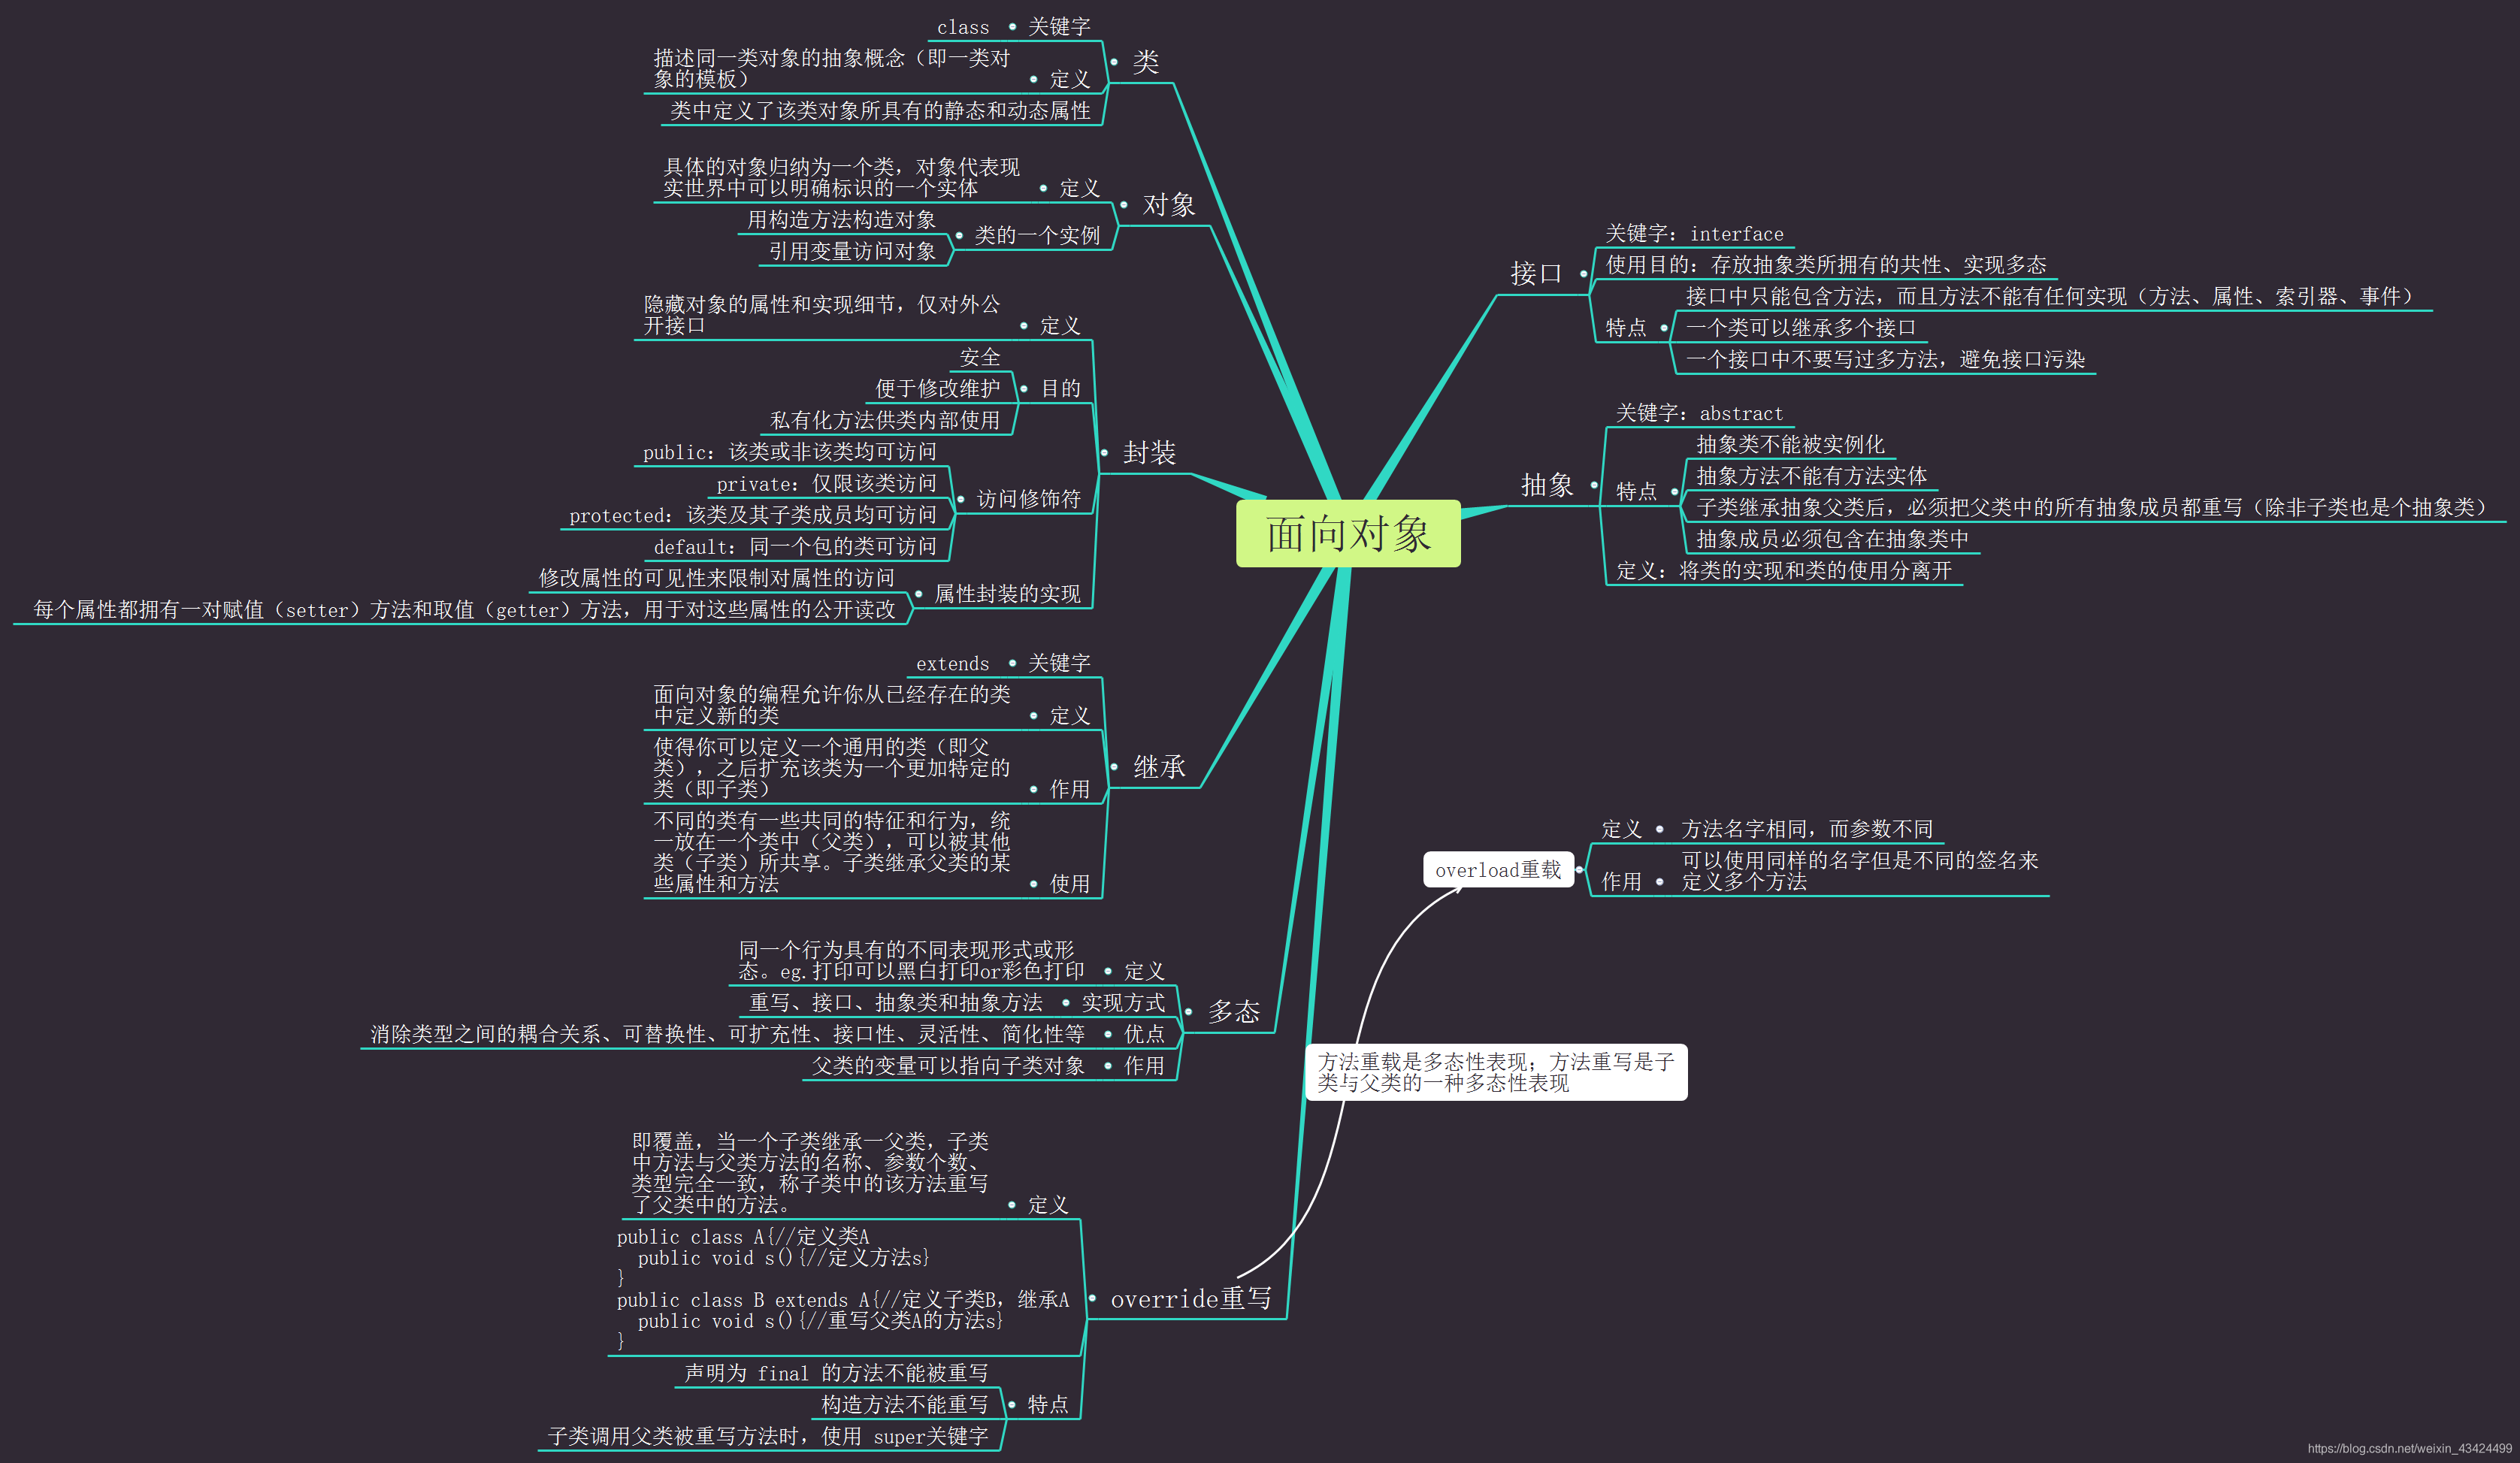 面向对象
类
关键字
class
定义
描述同一类对象的抽象概念（即一类对
象的模板）
类中定义了该类对象所具有的静态和动态属性
对象
定义
具体的对象归纳为一个类，对象代表现
实世界中可以明确标识的一个实体
类的一个实例
用构造方法构造对象
引用变量访问对象
封装
定义
隐藏对象的属性和实现细节，仅对外公
开接口
目的
安全
便于修改维护
私有化方法供类内部使用
访问修饰符
public：该类或非该类均可访问
private：仅限该类访问
protected：该类及其子类成员均可访问
default：同一个包的类可访问
属性封装的实现
修改属性的可见性来限制对属性的访问
每个属性都拥有一对赋值（setter）方法和取值（getter）方法，用于对这些属性的公开读改
继承
关键字
extends
定义
面向对象的编程允许你从已经存在的类
中定义新的类
作用
使得你可以定义一个通用的类（即父
类），之后扩充该类为一个更加特定的
类（即子类）
使用
不同的类有一些共同的特征和行为，统
一放在一个类中（父类），可以被其他
类（子类）所共享。子类继承父类的某
些属性和方法
多态
定义
同一个行为具有的不同表现形式或形
态。eg.打印可以黑白打印or彩色打印
实现方式
重写、接口、抽象类和抽象方法
优点
消除类型之间的耦合关系、可替换性、可扩充性、接口性、灵活性、简化性等
作用
父类的变量可以指向子类对象
override重写
定义
即覆盖，当一个子类继承一父类，子类
中方法与父类方法的名称、参数个数、
类型完全一致，称子类中的该方法重写
了父类中的方法。
public class A{//定义类A
public void s(){//定义方法s}
}
public class B extends A{//定义子类B，继承A
public void s(){//重写父类A的方法s}
}
特点
声明为 final 的方法不能被重写
构造方法不能重写
子类调用父类被重写方法时，使用 super关键字
接口
关键字：interface
使用目的：存放抽象类所拥有的共性、实现多态
特点
接口中只能包含方法，而且方法不能有任何实现（方法、属性、索引器、事件）
一个类可以继承多个接口
一个接口中不要写过多方法，避免接口污染
抽象
关键字：abstract
特点
抽象类不能被实例化
抽象方法不能有方法实体
子类继承抽象父类后，必须把父类中的所有抽象成员都重写（除非子类也是个抽象类）
抽象成员必须包含在抽象类中
定义：将类的实现和类的使用分离开
overload重载
定义
方法名字相同，而参数不同
作用
可以使用同样的名字但是不同的签名来
定义多个方法
方法重载是多态性表现；方法重写是子
类与父类的一种多态性表现
https://blog.csdn.net/weixin_43424499